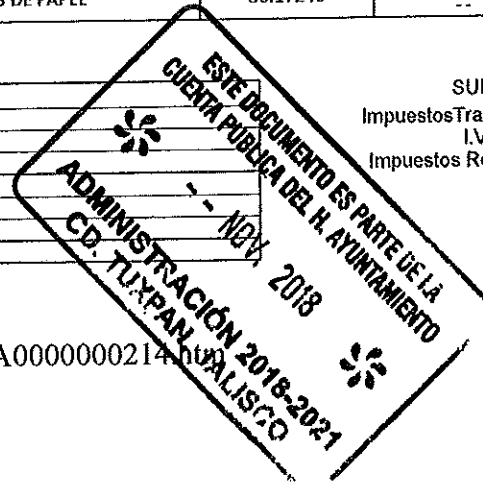 ESTE DOCUMENTO ES PARTE DE LA
CUENTA PUBLICA DEL H. AYUNTAMIENTO
-- NOV. 2018
ADMINISTRACIÓN 2018-2021
CD. TUXPAN JALISCO
DE PAPEL
--
SU
ImpuestosTra
I.V
Impuestos Re
A0000000214.htm